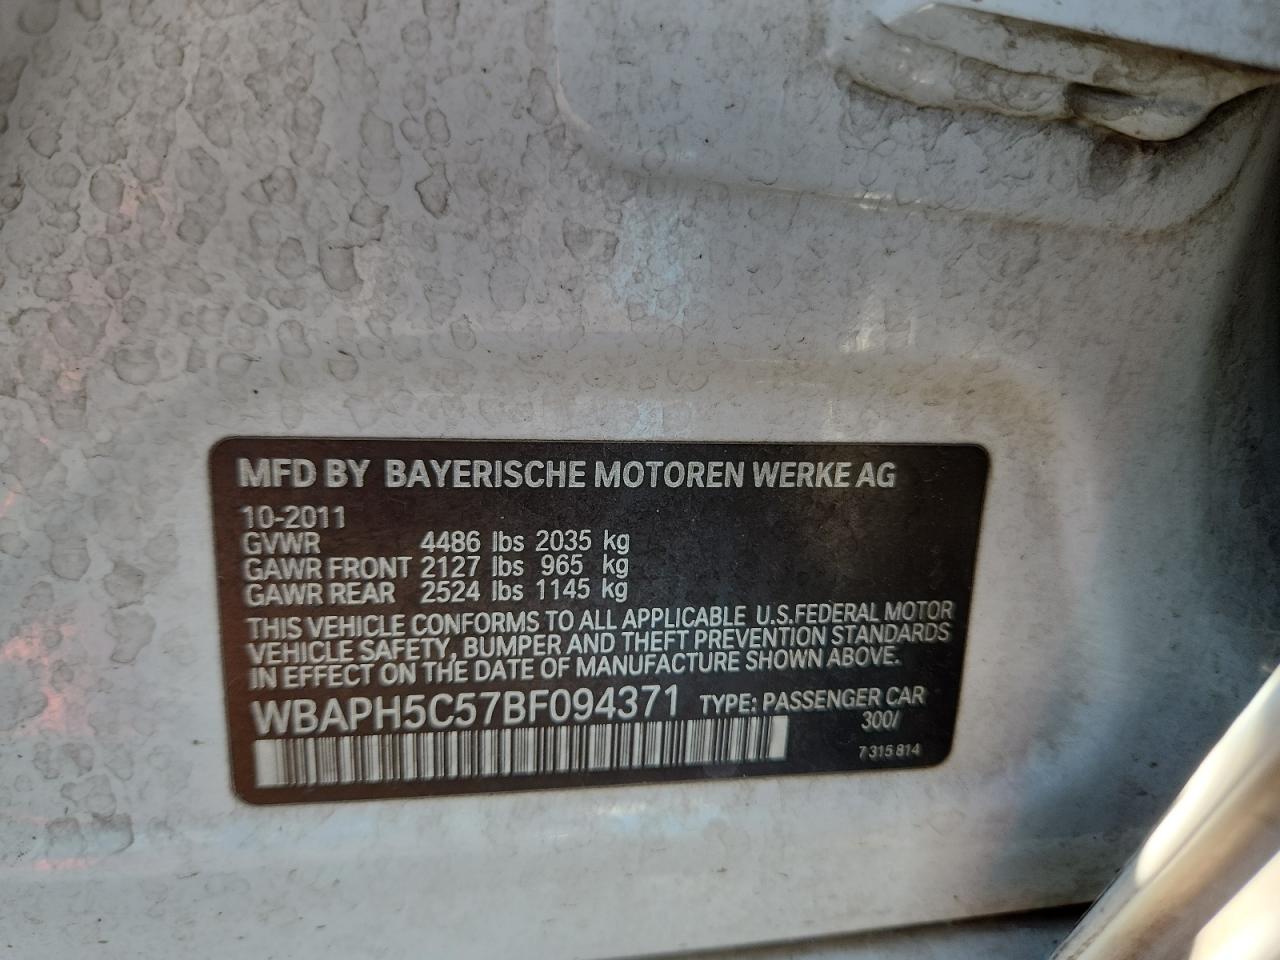 MFD BY BAYERISCHE MOTOREN WERKE AG
10-2011
GVWR 4486 lbs 2035 kg
GAWR FRONT 2127 lbs 965 kg
GAWR REAR 2524 lbs 1145 kg
THIS VEHICLE CONFORMS TO ALL APPLICABLE U.S.FEDERAL MOTOR
VEHICLE SAFETY, BUMPER AND THEFT PREVENTION STANDARDS
IN EFFECT ON THE DATE OF MANUFACTURE SHOWN ABOVE.
WBAPH5C57BF094371 TYPE: PASSENGER CAR
300/
7 315 814